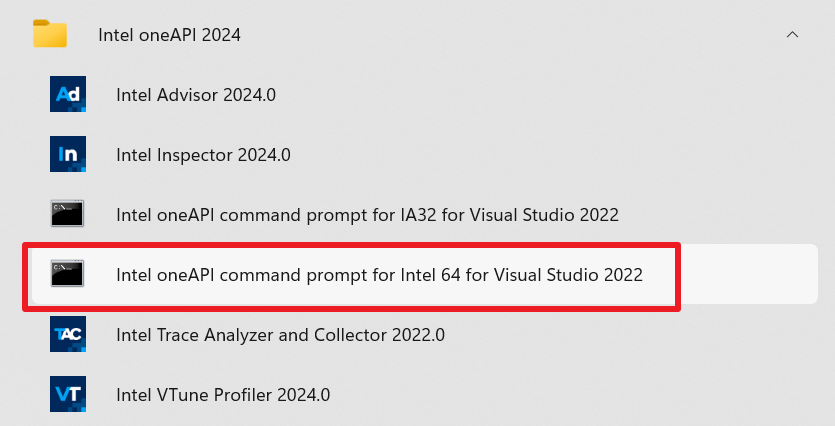 Intel oneAPI 2024
Ad Intel Advisor 2024.0
In Intel Inspector 2024.0
C:\. Intel oneAPI command prompt for IA32 for Visual Studio 2022
C:\. Intel oneAPI command prompt for Intel 64 for Visual Studio 2022
TAC Intel Trace Analyzer and Collector 2022.0
VT Intel VTune Profiler 2024.0